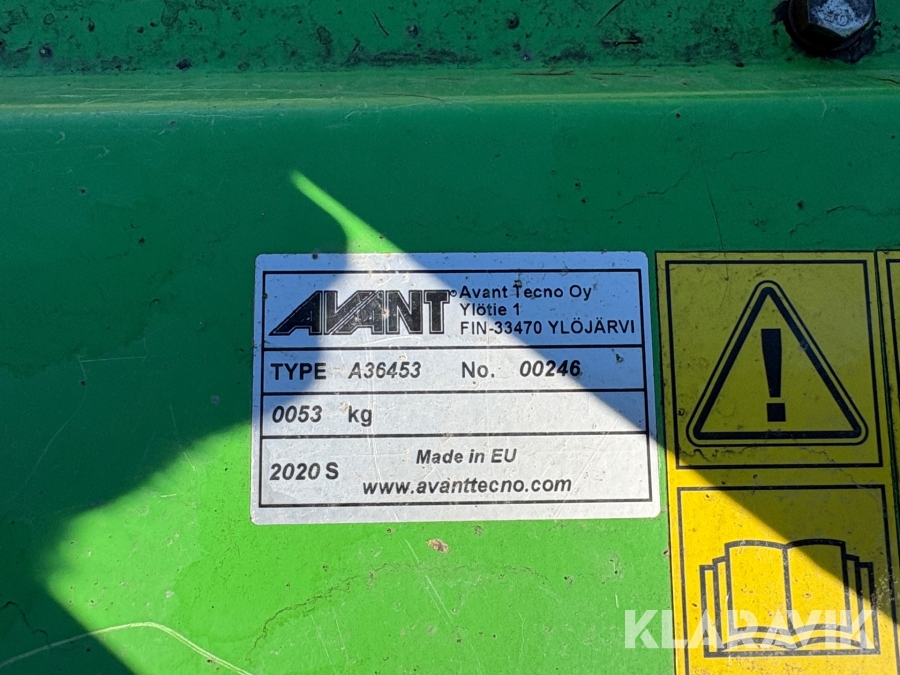 AVANT® Avant Tecno Oy
Ylötie 1
FIN-33470 YLÖJÄRVI
TYPE A36453 No. 00246
0053 kg
2020 S Made in EU
www.avanttecno.com
KLARAVIK